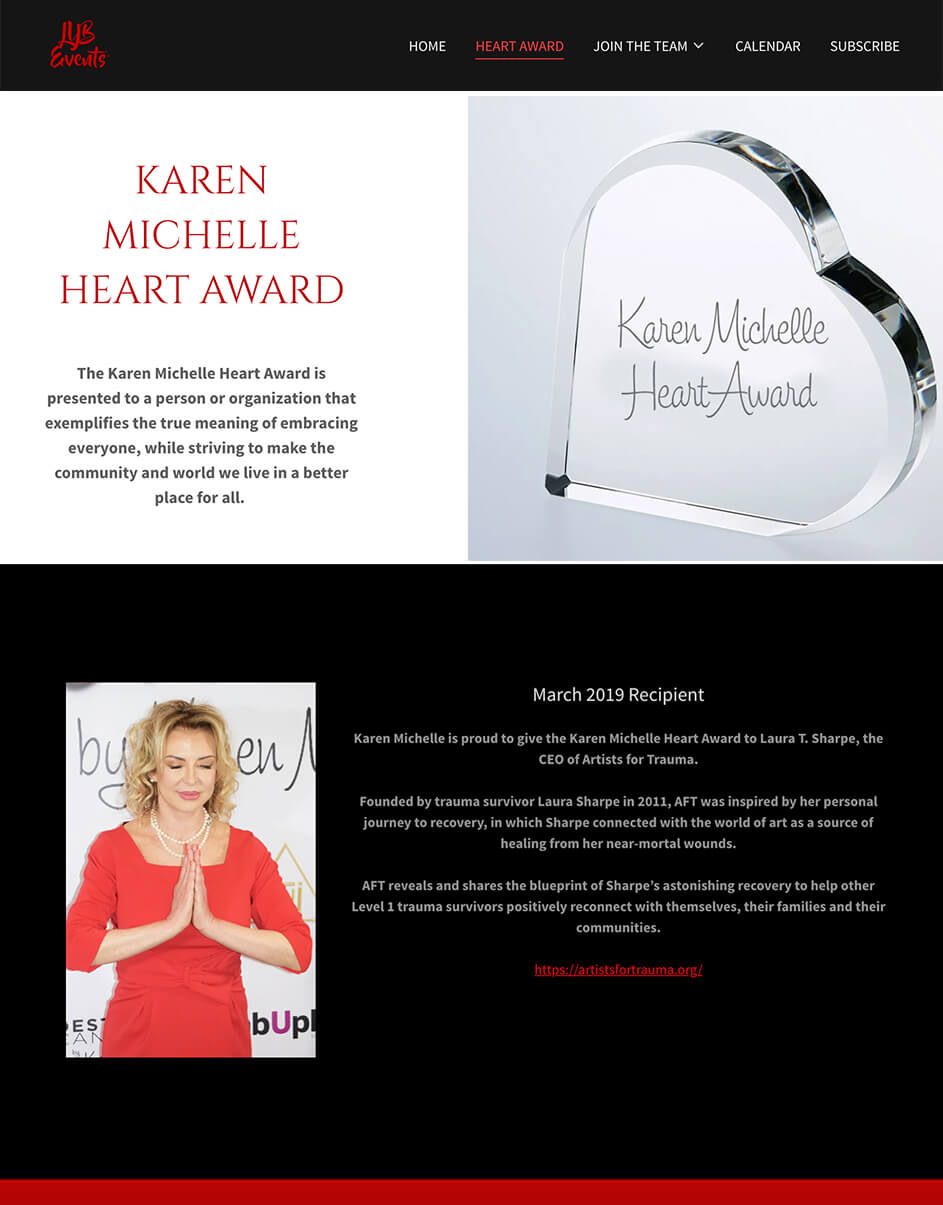 LYB
Events
HOME HEART AWARD JOIN THE TEAM CALENDAR SUBSCRIBE
KAREN
MICHELLE
HEART AWARD
The Karen Michelle Heart Award is
presented to a person or organization that
exemplifies the true meaning of embracing
everyone, while striving to make the
community and world we live in a better
place for all.
Karen Michelle
Heart Award
March 2019 Recipient
Karen Michelle is proud to give the Karen Michelle Heart Award to Laura T. Sharpe, the
CEO of Artists for Trauma.
Founded by trauma survivor Laura Sharpe in 2011, AFT was inspired by her personal
journey to recovery, in which Sharpe connected with the world of art as a source of
healing from her near-mortal wounds.
AFT reveals and shares the blueprint of Sharpe’s astonishing recovery to help other
Level 1 trauma survivors positively reconnect with themselves, their families and their
communities.
https://artistsfortrauma.org/
by en M
DEST
EAN
by K
bUpl